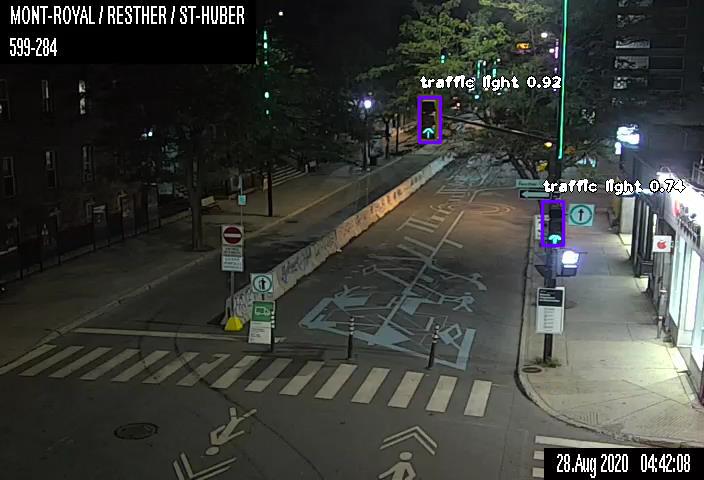 MONT-ROYAL / RESTHER / ST-HUBER
599-284
traffic light 0.92
traffic light 0.74
28.Aug 2020 04:42:08